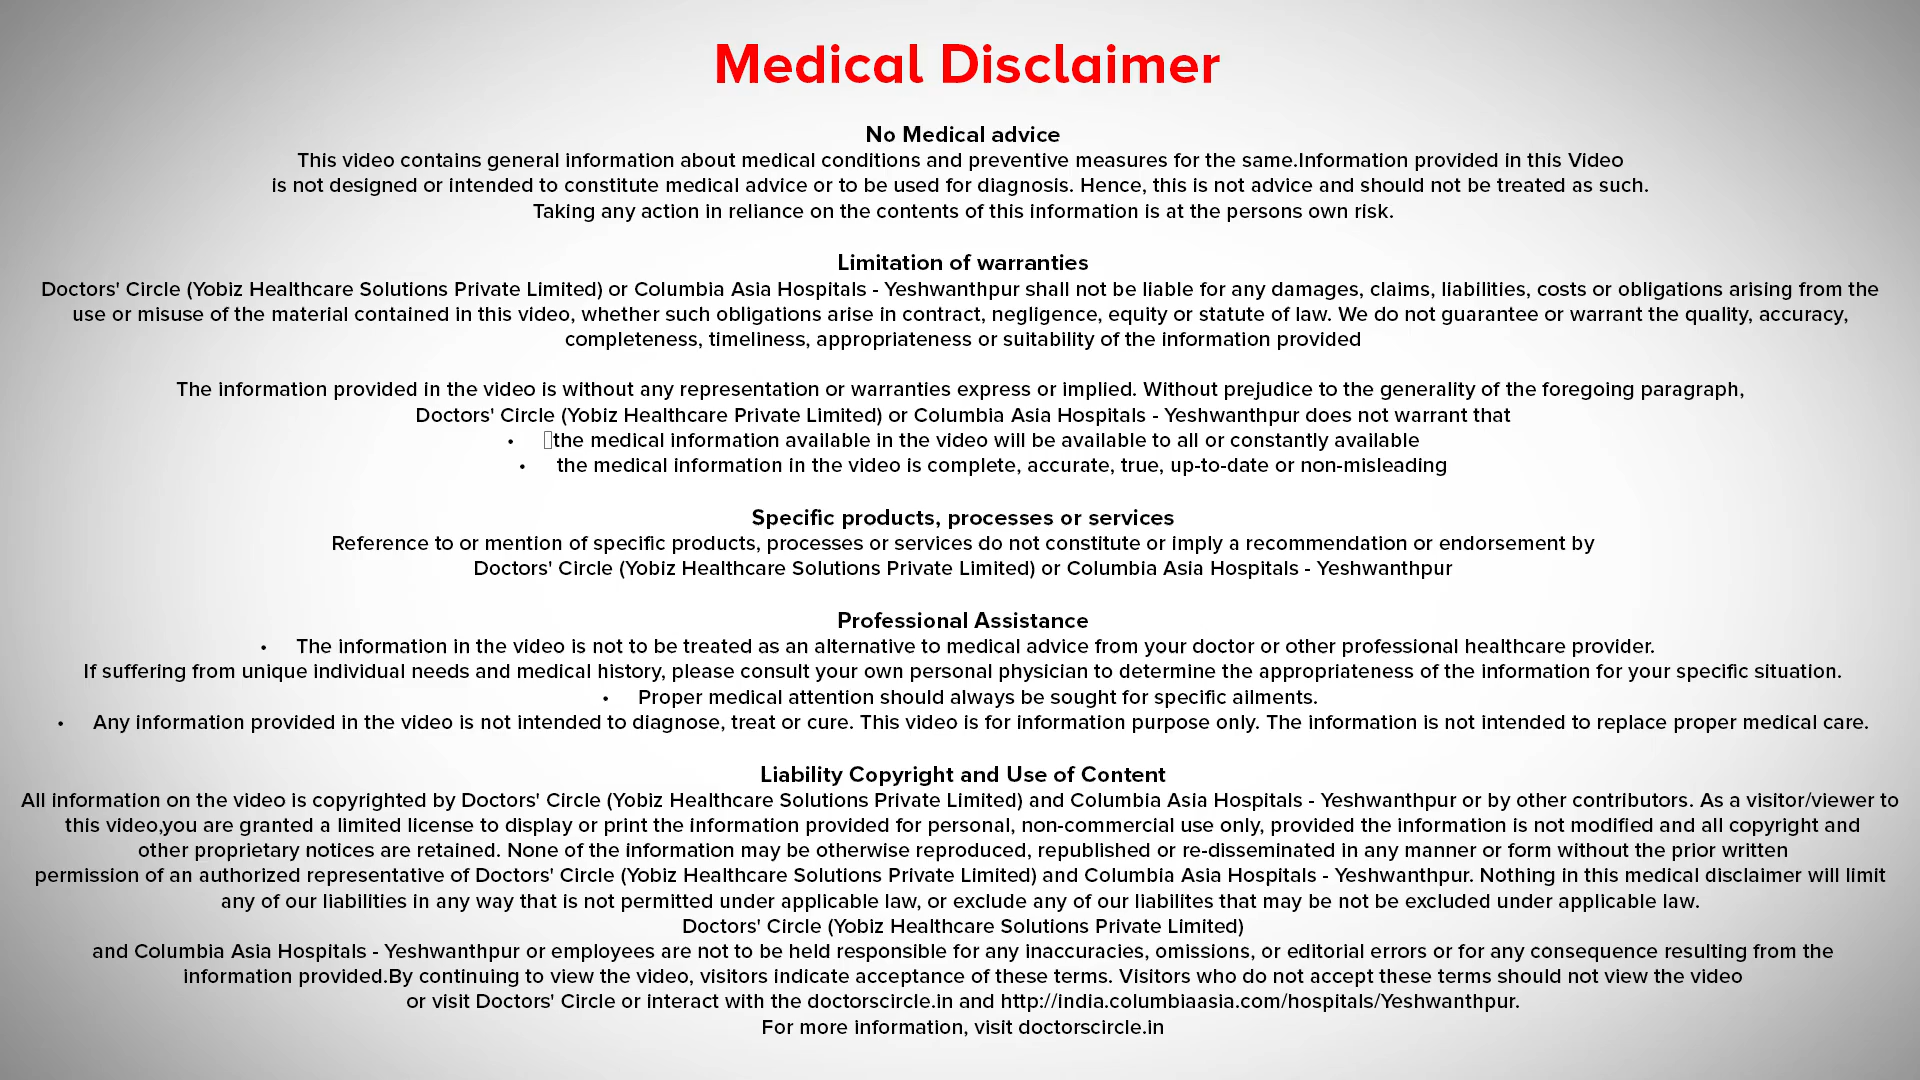 Medical Disclaimer
No Medical advice
This video contains general information about medical conditions and preventive measures for the same.Information provided in this Video
is not designed or intended to constitute medical advice or to be used for diagnosis. Hence, this is not advice and should not be treated as such.
Taking any action in reliance on the contents of this information is at the persons own risk.
Limitation of warranties
Doctors' Circle (Yobiz Healthcare Solutions Private Limited) or Columbia Asia Hospitals - Yeshwanthpur shall not be liable for any damages, claims, liabilities, costs or obligations arising from the
use or misuse of the material contained in this video, whether such obligations arise in contract, negligence, equity or statute of law. We do not guarantee or warrant the quality, accuracy,
completeness, timeliness, appropriateness or suitability of the information provided
The information provided in the video is without any representation or warranties express or implied. Without prejudice to the generality of the foregoing paragraph,
Doctors' Circle (Yobiz Healthcare Private Limited) or Columbia Asia Hospitals - Yeshwanthpur does not warrant that
• the medical information available in the video will be available to all or constantly available
• the medical information in the video is complete, accurate, true, up-to-date or non-misleading
Specific products, processes or services
Reference to or mention of specific products, processes or services do not constitute or imply a recommendation or endorsement by
Doctors' Circle (Yobiz Healthcare Solutions Private Limited) or Columbia Asia Hospitals - Yeshwanthpur
Professional Assistance
• The information in the video is not to be treated as an alternative to medical advice from your doctor or other professional healthcare provider.
If suffering from unique individual needs and medical history, please consult your own personal physician to determine the appropriateness of the information for your specific situation.
• Proper medical attention should always be sought for specific ailments.
• Any information provided in the video is not intended to diagnose, treat or cure. This video is for information purpose only. The information is not intended to replace proper medical care.
Liability Copyright and Use of Content
All information on the video is copyrighted by Doctors' Circle (Yobiz Healthcare Solutions Private Limited) and Columbia Asia Hospitals - Yeshwanthpur or by other contributors. As a visitor/viewer to
this video,you are granted a limited license to display or print the information provided for personal, non-commercial use only, provided the information is not modified and all copyright and
other proprietary notices are retained. None of the information may be otherwise reproduced, republished or re-disseminated in any manner or form without the prior written
permission of an authorized representative of Doctors' Circle (Yobiz Healthcare Solutions Private Limited) and Columbia Asia Hospitals - Yeshwanthpur. Nothing in this medical disclaimer will limit
any of our liabilities in any way that is not permitted under applicable law, or exclude any of our liabilites that may be not be excluded under applicable law.
Doctors' Circle (Yobiz Healthcare Solutions Private Limited)
and Columbia Asia Hospitals - Yeshwanthpur or employees are not to be held responsible for any inaccuracies, omissions, or editorial errors or for any consequence resulting from the
information provided.By continuing to view the video, visitors indicate acceptance of these terms. Visitors who do not accept these terms should not view the video
or visit Doctors' Circle or interact with the doctorscircle.in and http://india.columbiaasia.com/hospitals/Yeshwanthpur.
For more information, visit doctorscircle.in